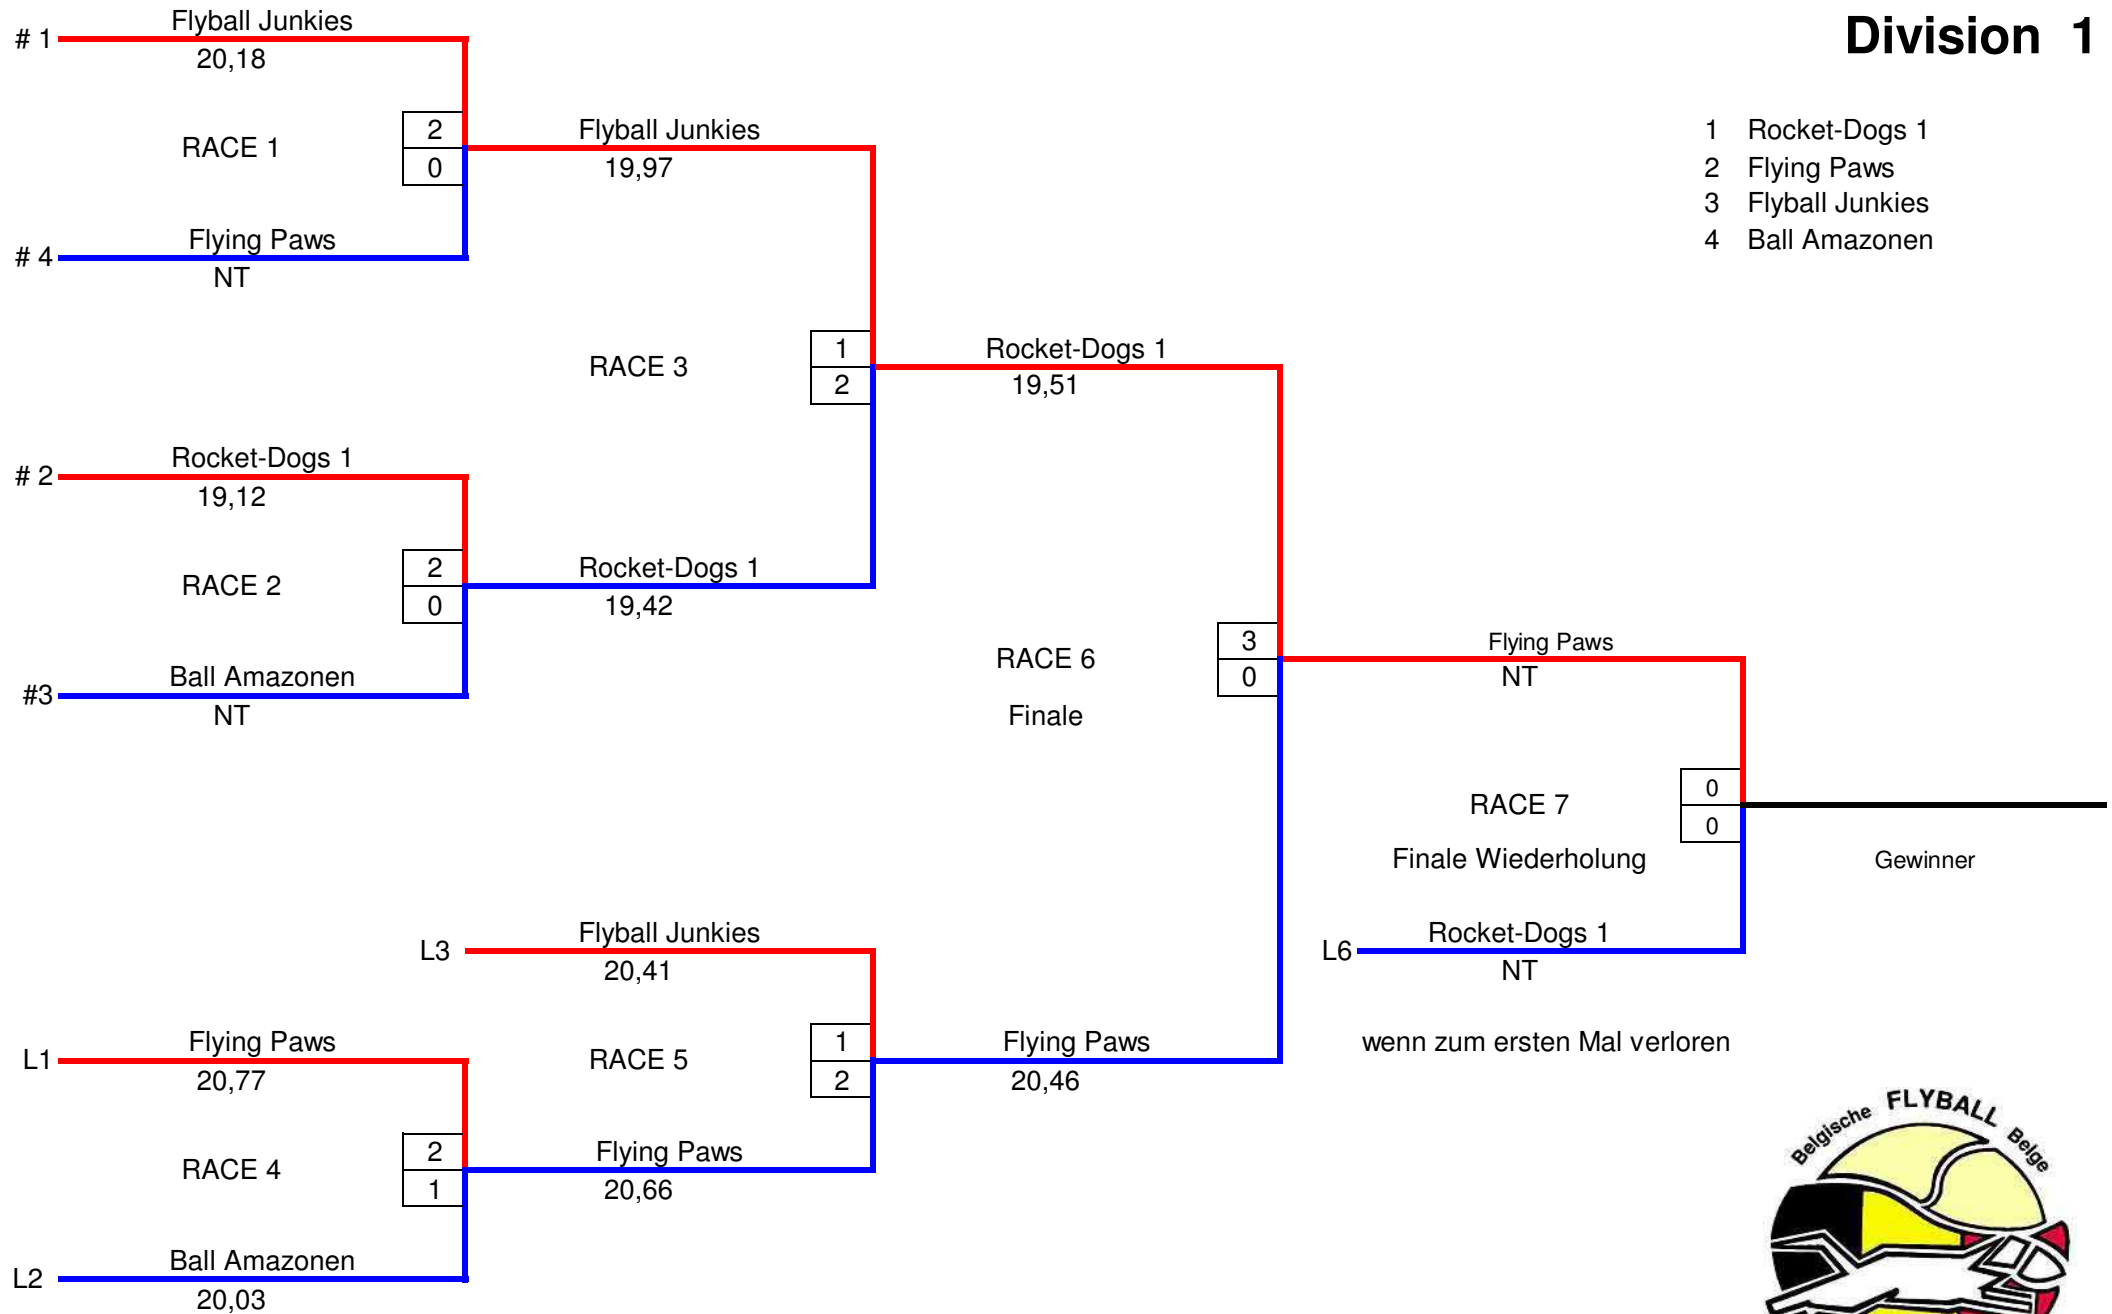 Division 1
1 Rocket-Dogs 1
2 Flying Paws
3 Flyball Junkies
4 Ball Amazonen
# 1
Flyball Junkies
20,18
RACE 1
2
0
# 4
Flying Paws
NT
Flyball Junkies
19,97
RACE 3
1
2
# 2
Rocket-Dogs 1
19,12
RACE 2
2
0
#3
Ball Amazonen
NT
Rocket-Dogs 1
19,42
Rocket-Dogs 1
19,51
RACE 6
3
0
Finale
Flying Paws
NT
RACE 7
0
0
Finale Wiederholung
Gewinner
L6
Rocket-Dogs 1
NT
wenn zum ersten Mal verloren
L3
Flyball Junkies
20,41
RACE 5
1
2
Flying Paws
20,46
L1
Flying Paws
20,77
RACE 4
2
1
Flying Paws
20,66
L2
Ball Amazonen
20,03
Belgische FLYBALL Belge